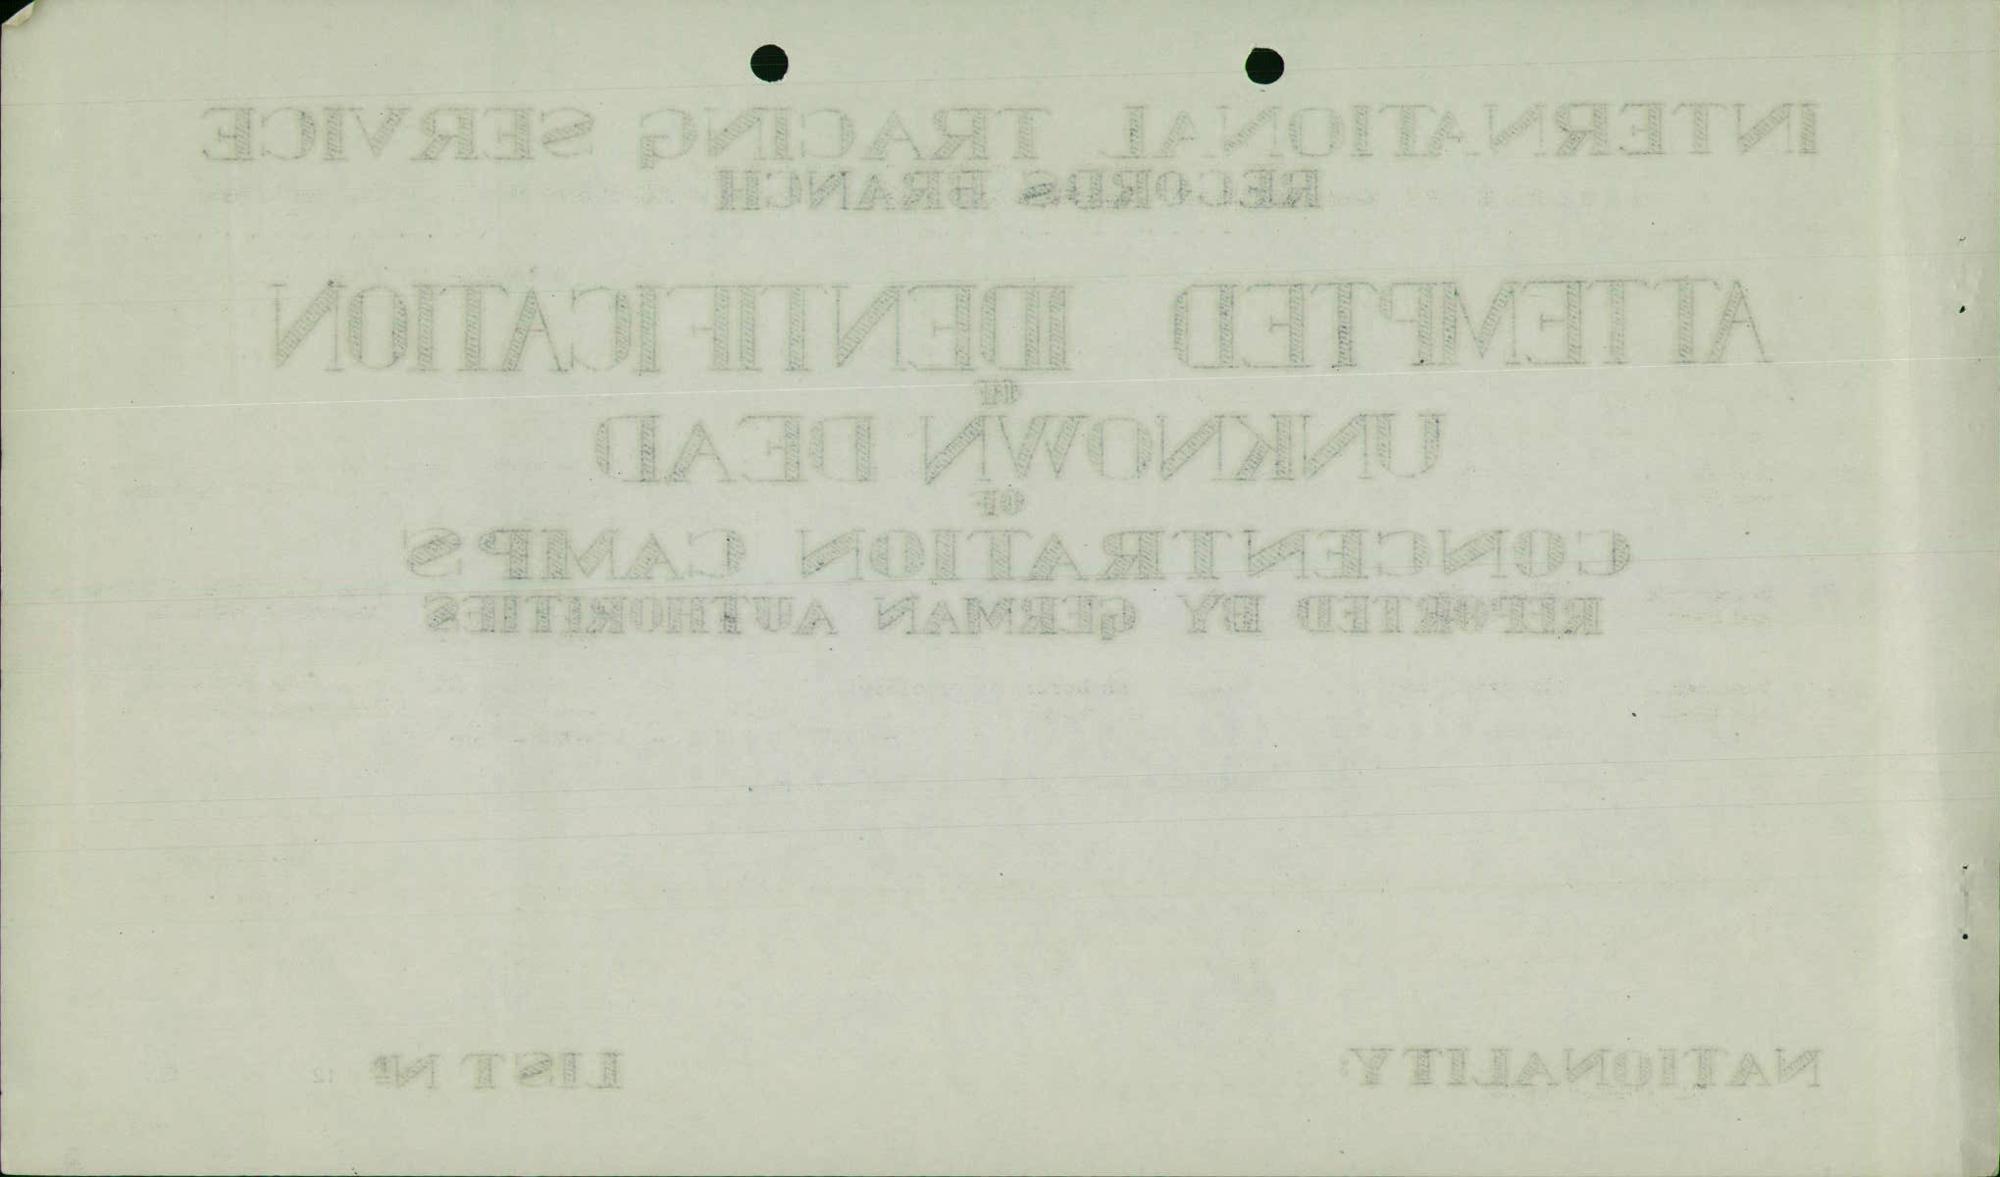 INTERNATIONAL TRACING SERVICE
RECORDS BRANCH
ATTEMPTED IDENTIFICATION
OF
UNKNOWN DEAD
OF
CONCENTRATION CAMPS
REPORTED BY GERMAN AUTHORITIES
NATIONALITY: LIST Nº 12